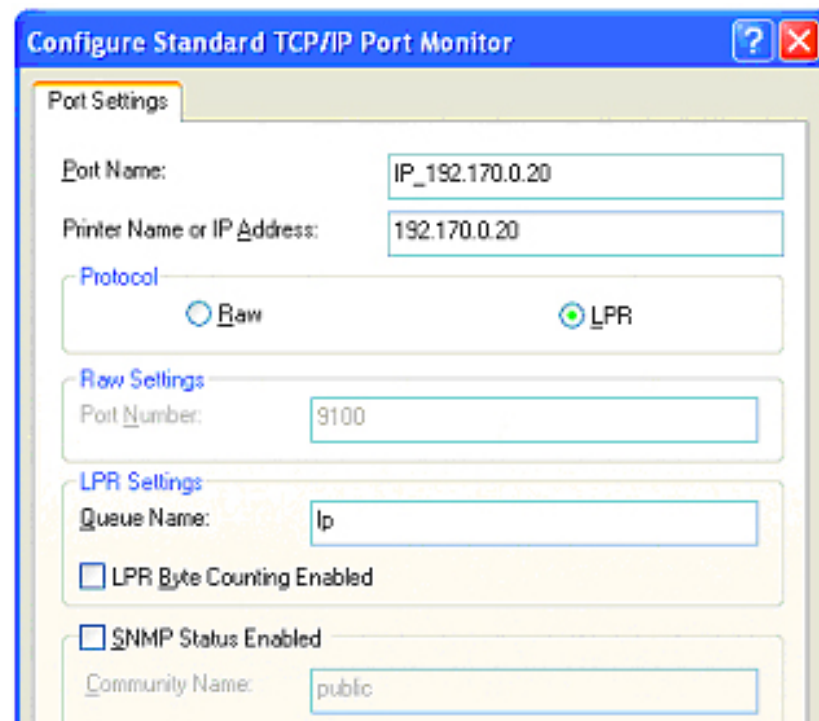 Configure Standard TCP/IP Port Monitor
Port Settings
Port Name: IP_192.170.0.20
Printer Name or IP Address: 192.170.0.20
Protocol
Raw LPR
Raw Settings
Port Number: 9100
LPR Settings
Queue Name: lp
LPR Byte Counting Enabled
SNMP Status Enabled
Community Name: public